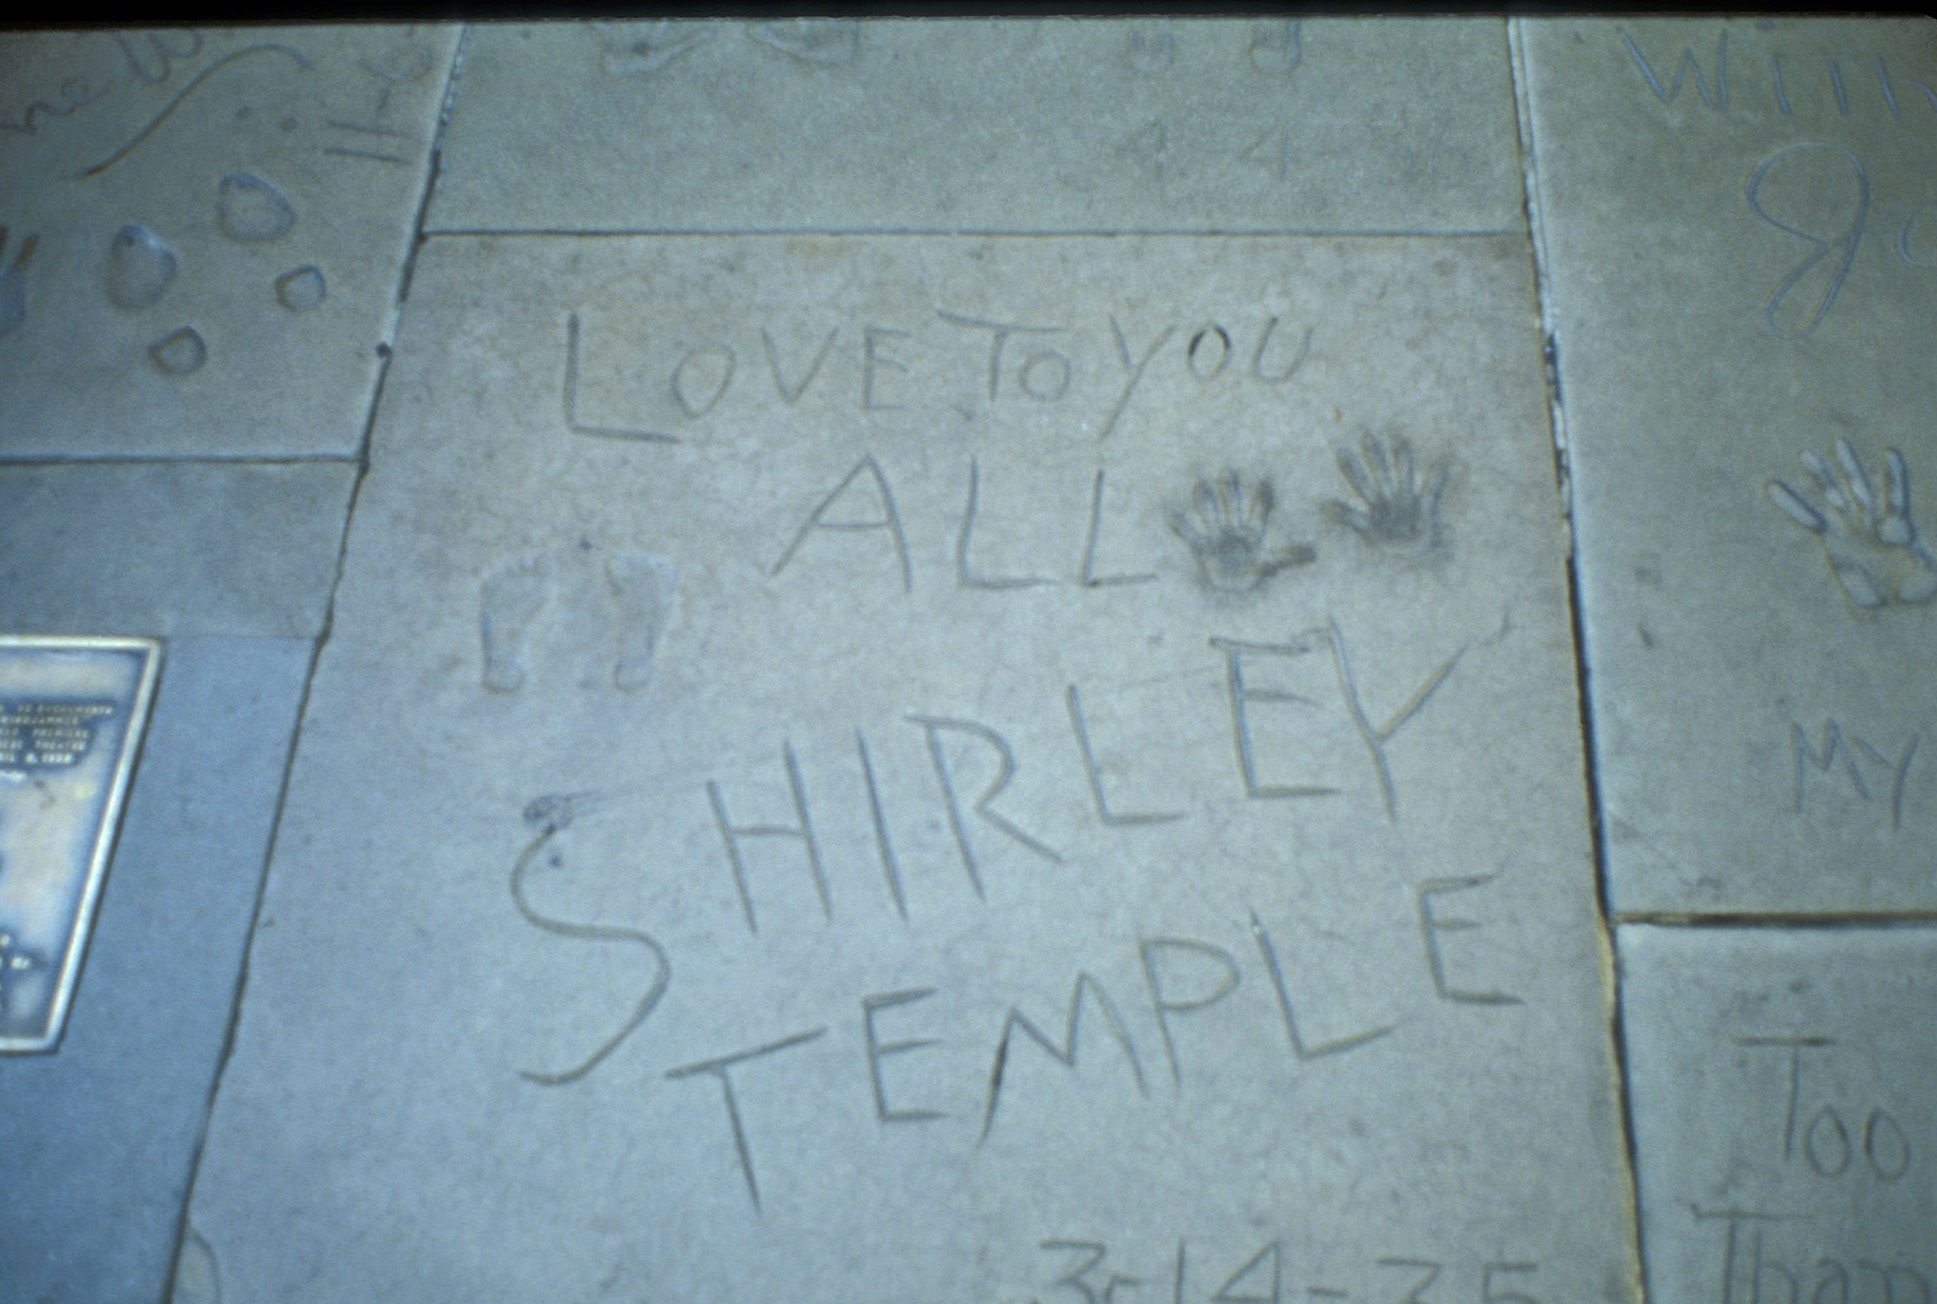 LOVE TO YOU
ALL
SHIRLEY
TEMPLE
3-14-35
MY
Too